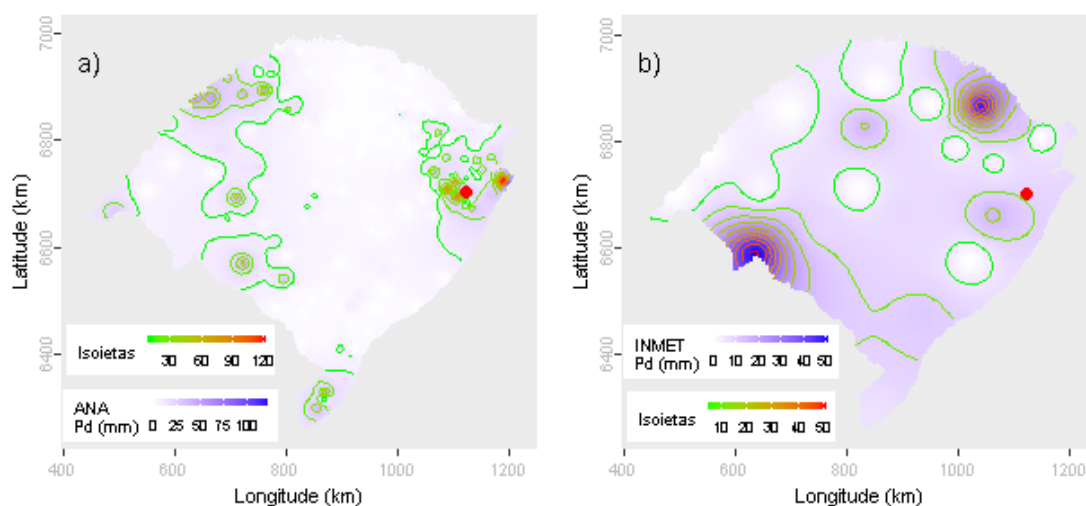 a)
7000
6800
6600
6400
Latitude (km)
400
600
800
1000
1200
Longitude (km)
Isoietas
30 60 90 120
ANA
Pd (mm) 0 25 50 75 100
b)
7000
6800
6600
6400
Latitude (km)
400
600
800
1000
1200
Longitude (km)
INMET
Pd (mm) 0 10 20 30 40 50
Isoietas
10 20 30 40 50